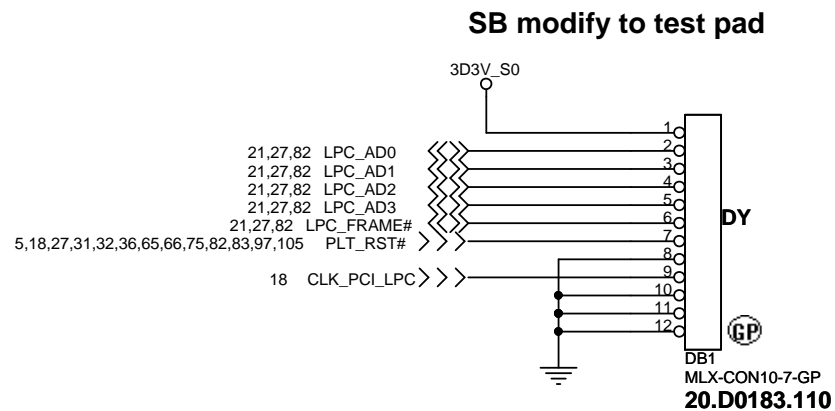 SB modify to test pad
3D3V_S0
1
21,27,82 LPC_AD0 2
21,27,82 LPC_AD1 3
21,27,82 LPC_AD2 4
21,27,82 LPC_AD3 5
21,27,82 LPC_FRAME# 6
DY
5,18,27,31,32,36,65,66,75,82,83,97,105 PLT_RST# 7
8
18 CLK_PCI_LPC 9
10
11
12
GP
DB1
MLX-CON10-7-GP
20.D0183.110